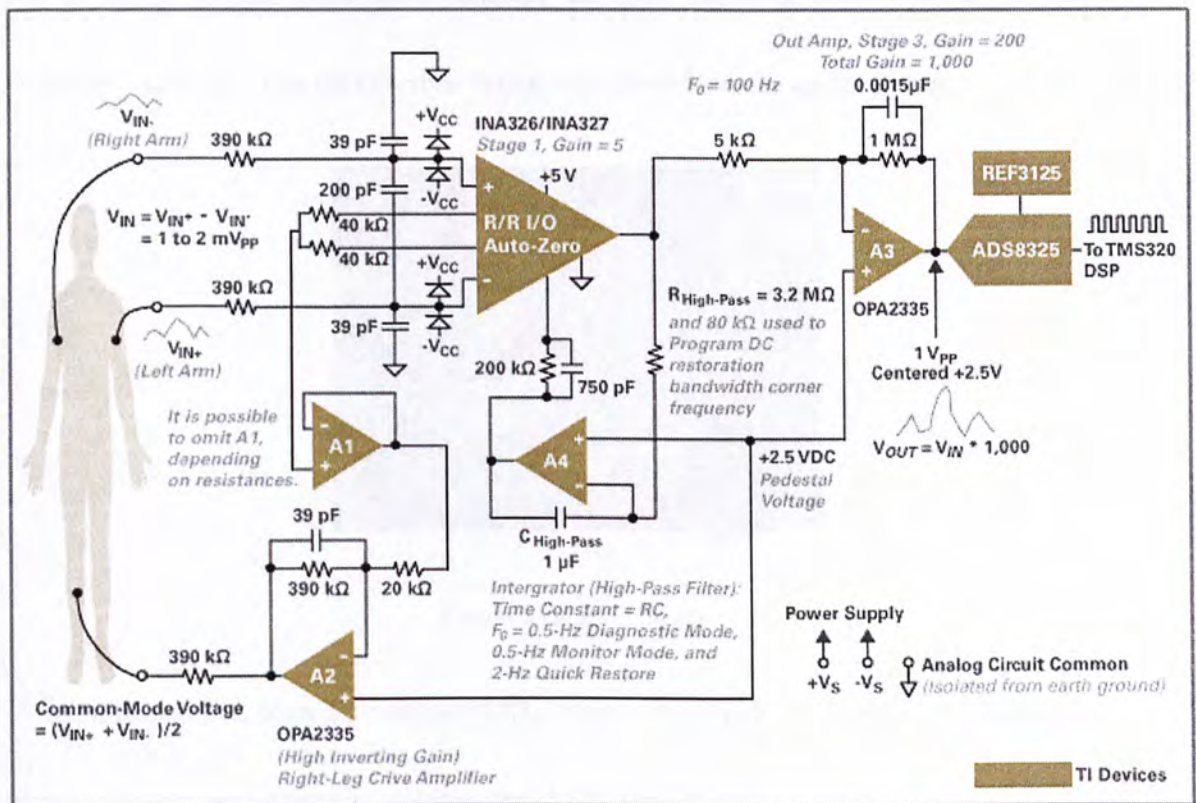 Out Amp, Stage 3, Gain = 200
Total Gain = 1,000
F0 = 100 Hz
0.0015µF
VIN-
(Right Arm)
390 kΩ
39 pF
+VCC
INA326/INA327
Stage 1, Gain = 5
5 kΩ
1 MΩ
REF3125
200 pF
-VCC
+5 V
+
VIN = VIN+ - VIN-
= 1 to 2 mVPP
40 kΩ
40 kΩ
R/R I/O
Auto-Zero
-
A3
+
OPA2335
ADS8325
To TMS320
DSP
390 kΩ
+VCC
39 pF
-VCC
VIN+
(Left Arm)
RHigh-Pass = 3.2 MΩ
and 80 kΩ used to
Program DC
restoration
bandwidth corner
frequency
1 VPP
Centered +2.5V
VOUT = VIN * 1,000
200 kΩ
750 pF
It is possible
to omit A1,
depending
on resistances.
-
A1
+
+
A4
-
+2.5 VDC
Pedestal
Voltage
CHigh-Pass
1 µF
39 pF
390 kΩ
20 kΩ
Intergrator (High-Pass Filter):
Time Constant = RC,
F0 = 0.5-Hz Diagnostic Mode,
0.5-Hz Monitor Mode, and
2-Hz Quick Restore
Power Supply
+VS
-VS
Analog Circuit Common
(Isolated from earth ground)
390 kΩ
-
A2
+
Common-Mode Voltage
= (VIN+ + VIN- )/2
OPA2335
(High Inverting Gain)
Right-Leg Crive Amplifier
TI Devices